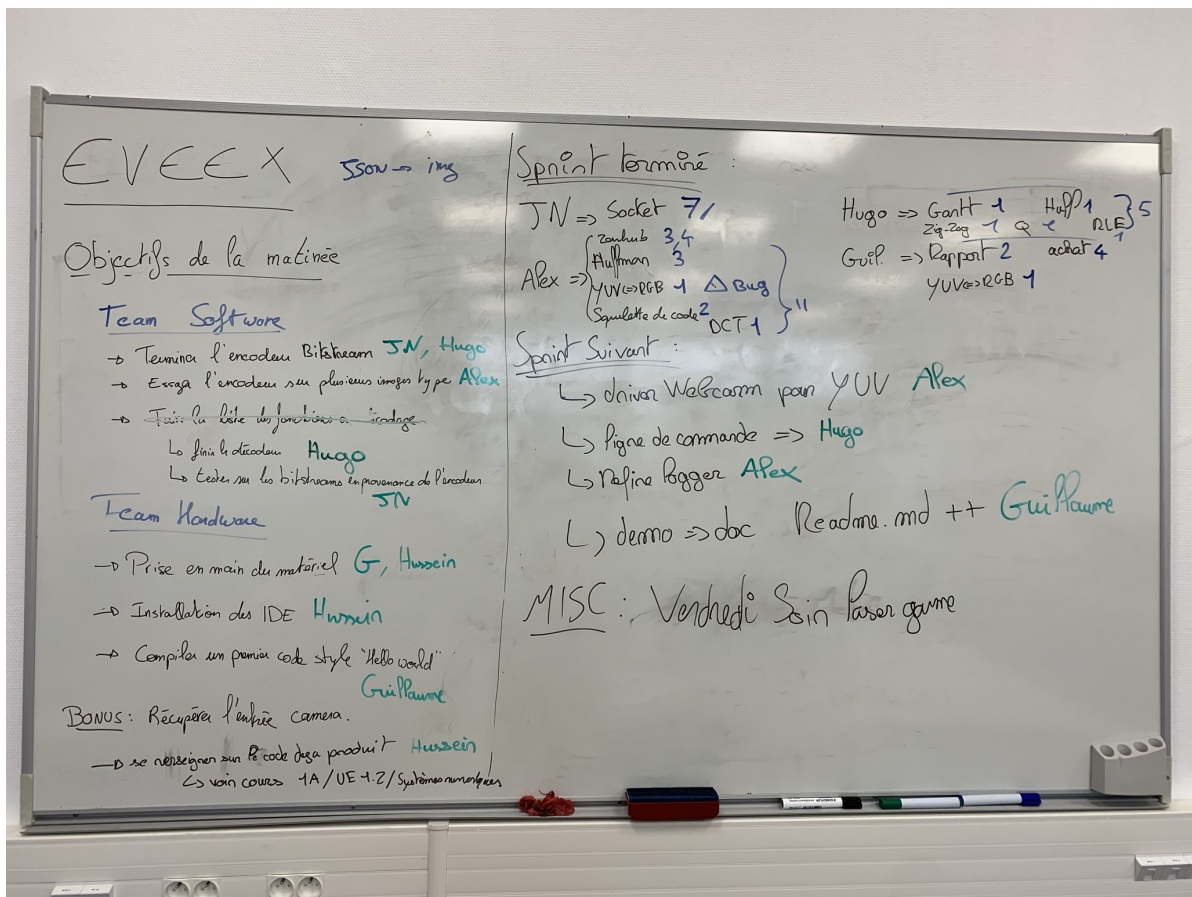 EVEEX
JSON → img
Objectifs de la matinée
Team Software
→ Terminer l'encodeur Bitstream JN, Hugo
→ Essayer l'encodeur sur plusieurs images type Alex
→ Faire la liste des fonctions décodage
↳ finir le décodeur Hugo
↳ tester sur les bitstreams en provenance de l'encodeur
JN
Team Hardware
→ Prise en main du matériel G, Hussein
→ Installation des IDE Hussein
→ Compiler un premier code style "Hello world"
Guillaume
BONUS : Récupérer l'entrée camera.
→ se renseigner sur le code deja produit Hussein
↳ voir cours 1A/UE 1.2/Systèmes numériques
Sprint terminé :
JN => Socket 7/
3,4
Alex => Huffman 3
YUV<=>RGB 1 △ Bug
Squelette de code 2 DCT 1 } 11
Hugo => Gantt 1 Huff 1
Zig-Zag 1 Q 1 RLE 1 } 5
Guil. => Rapport 2 achat 4
YUV<=>RGB 1
Sprint Suivant :
↳ driver Webcam pour YUV Alex
↳ ligne de commande => Hugo
↳ Refine logger Alex
↳ demo => doc Readme.md ++ Guillaume
MISC : Vendredi Soir laser game